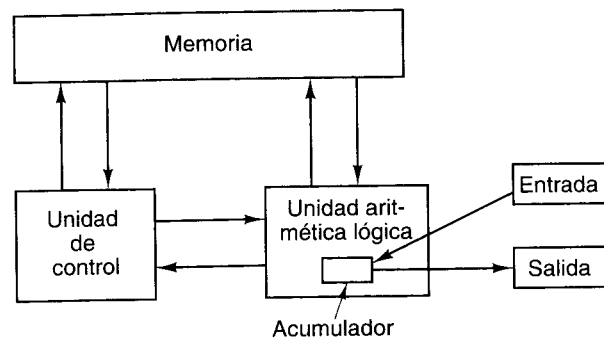 Memoria
Unidad
de
control
Unidad arit-
mética lógica
Entrada
Salida
Acumulador